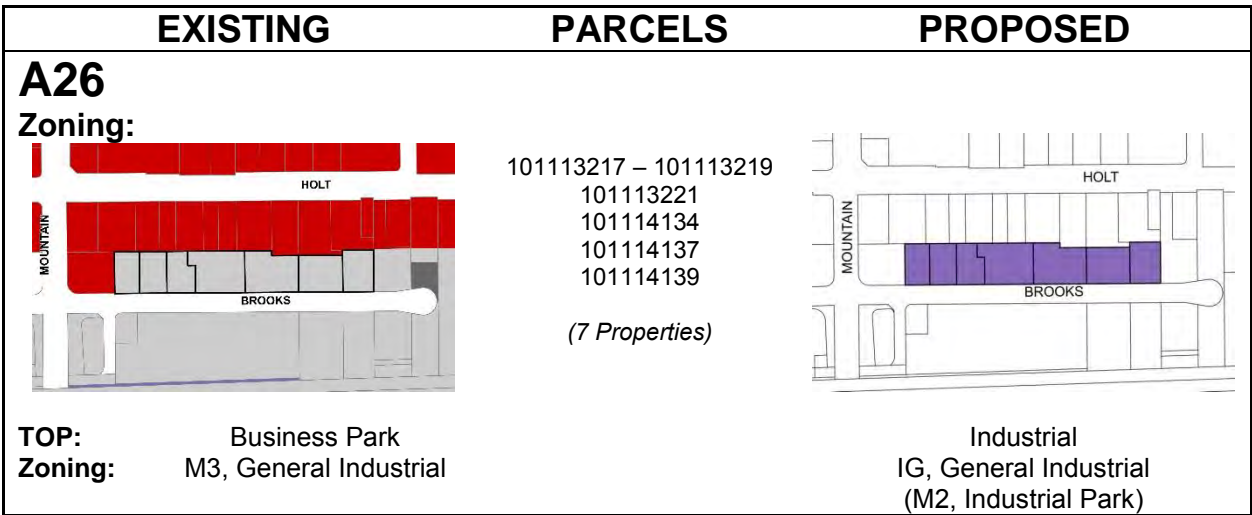 EXISTING PARCELS PROPOSED
A26
Zoning:
HOLT
MOUNTAIN
BROOKS
101113217 – 101113219
101113221
101114134
101114137
101114139
(7 Properties)
HOLT
MOUNTAIN
BROOKS
TOP: Business Park Industrial
Zoning: M3, General Industrial IG, General Industrial
(M2, Industrial Park)